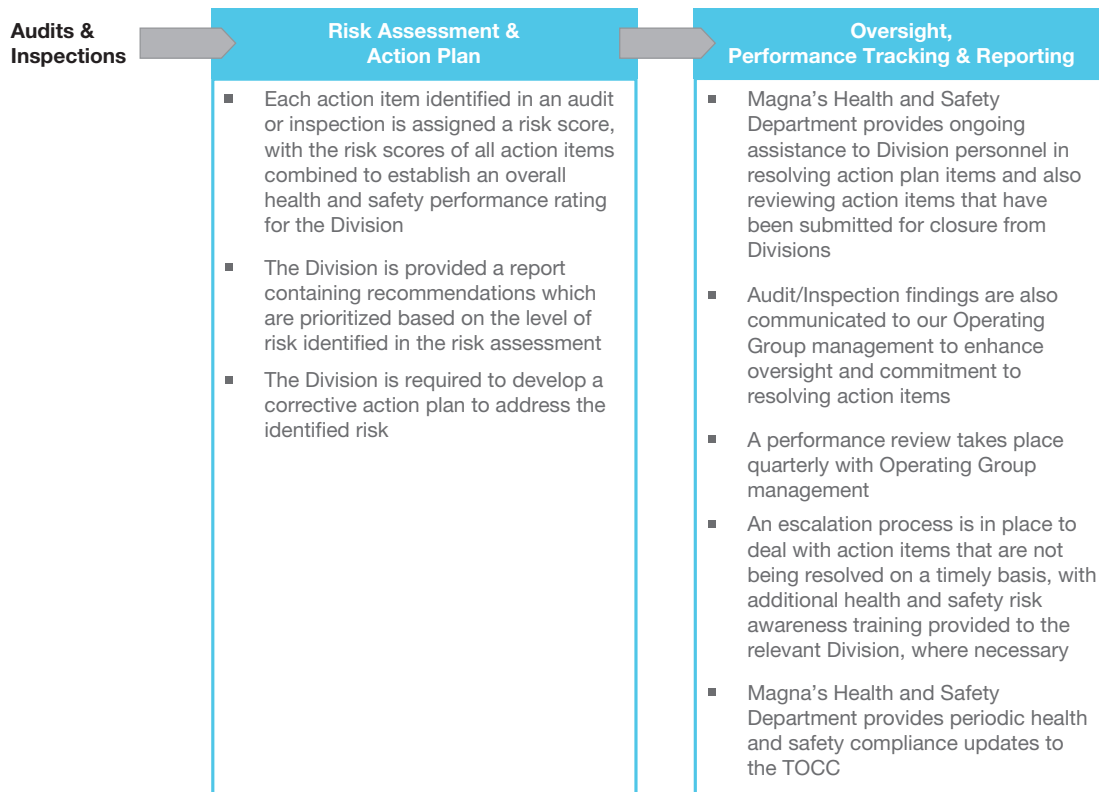 Audits &
Inspections
Risk Assessment &
Action Plan
■ Each action item identified in an audit
or inspection is assigned a risk score,
with the risk scores of all action items
combined to establish an overall
health and safety performance rating
for the Division
■ The Division is provided a report
containing recommendations which
are prioritized based on the level of
risk identified in the risk assessment
■ The Division is required to develop a
corrective action plan to address the
identified risk
Oversight,
Performance Tracking & Reporting
■ Magna’s Health and Safety
Department provides ongoing
assistance to Division personnel in
resolving action plan items and also
reviewing action items that have
been submitted for closure from
Divisions
■ Audit/Inspection findings are also
communicated to our Operating
Group management to enhance
oversight and commitment to
resolving action items
■ A performance review takes place
quarterly with Operating Group
management
■ An escalation process is in place to
deal with action items that are not
being resolved on a timely basis, with
additional health and safety risk
awareness training provided to the
relevant Division, where necessary
■ Magna’s Health and Safety
Department provides periodic health
and safety compliance updates to
the TOCC